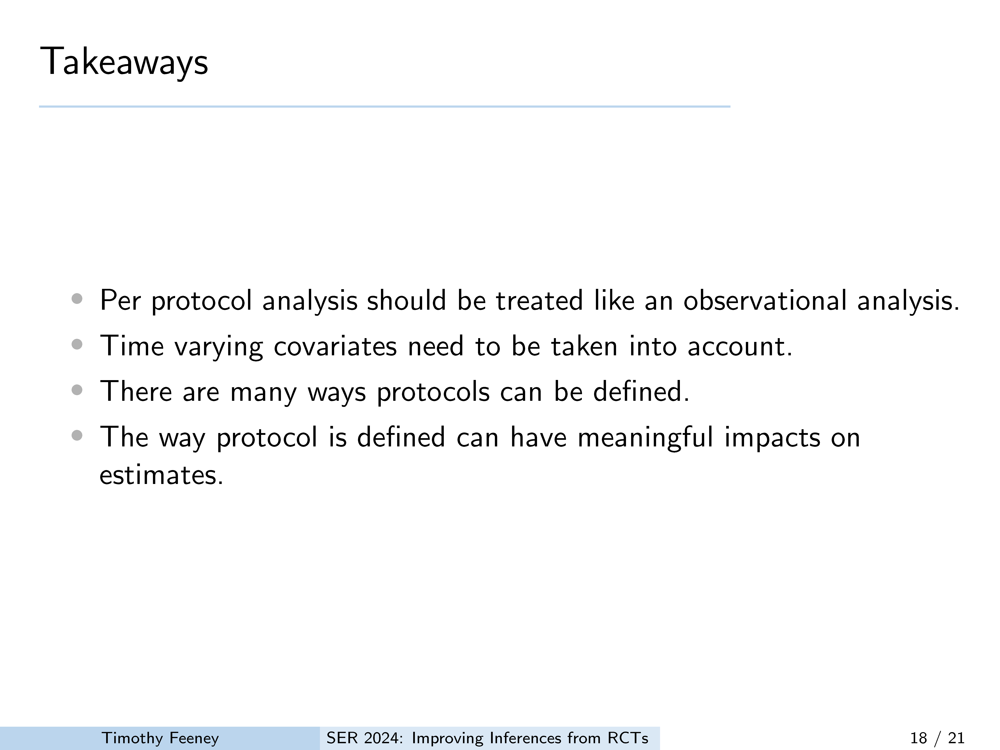 Takeaways
• Per protocol analysis should be treated like an observational analysis.
• Time varying covariates need to be taken into account.
• There are many ways protocols can be defined.
• The way protocol is defined can have meaningful impacts on
estimates.
Timothy Feeney
SER 2024: Improving Inferences from RCTs
18 / 21